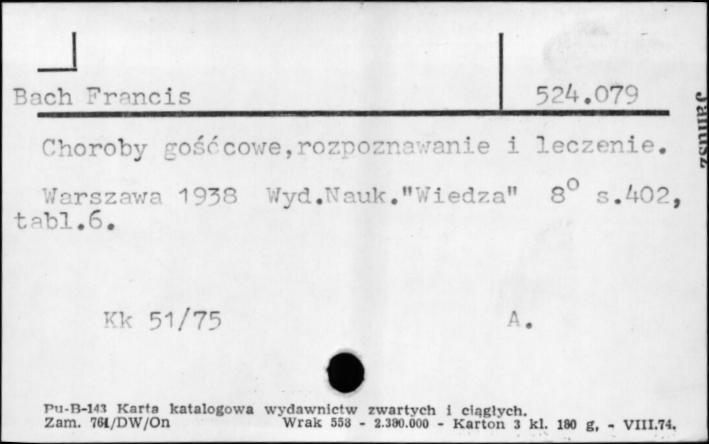 Bach Francis 524.079
Choroby gośćcowe,rozpoznawanie i leczenie.
Warszawa 1938 Wyd.Nauk."Wiedza" 8° s.402,
tabl.6.
Kk 51/75 A.
Pu-B-143 Karta katalogowa wydawnictw zwartych i ciągłych.
Zam. 761/DW/On Wrak 558 - 2.380.000 - Karton 3 kl. 180 g, - VIII.74.
Janusz